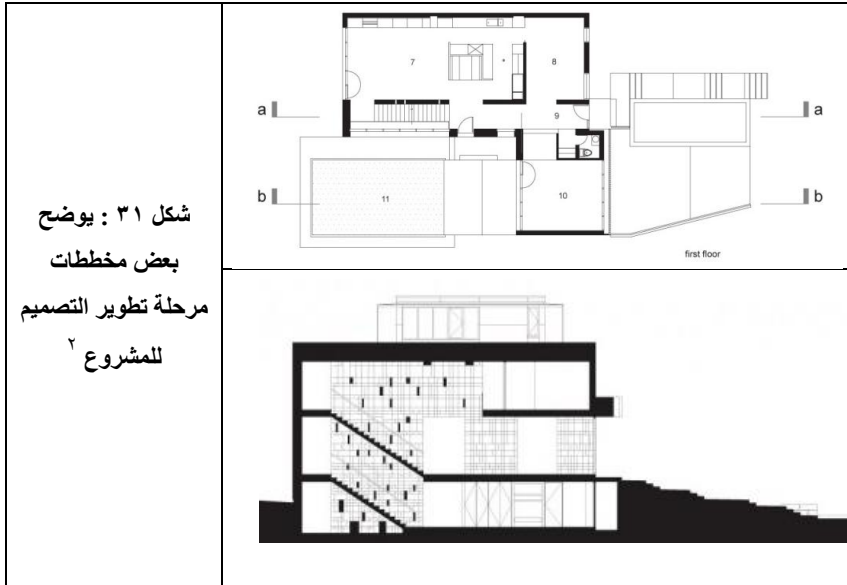 شكل ٣١ : يوضح
بعض مخططات
مرحلة تطوير التصميم
للمشروع ٢
7
8
a
9
a
b
11
10
b
first floor